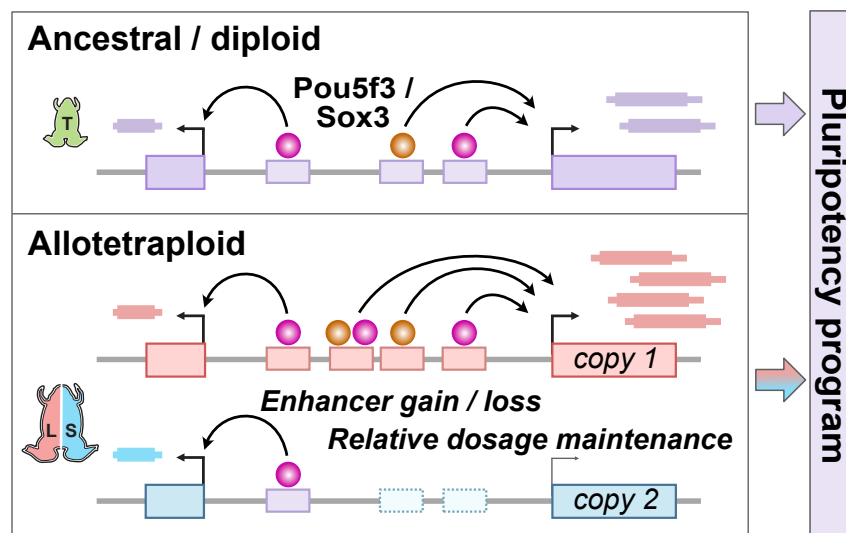 Ancestral / diploid
Pou5f3 /
Sox3
T
Pluripotency program
Allotetraploid
copy 1
Enhancer gain / loss
Relative dosage maintenance
L S
copy 2